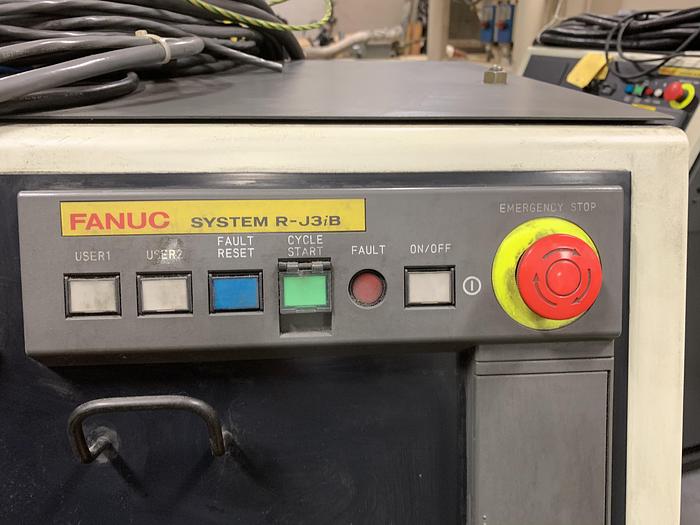 FANUC SYSTEM R-J3iB
EMERGENCY STOP
USER1 USER2 FAULT RESET CYCLE START FAULT ON/OFF